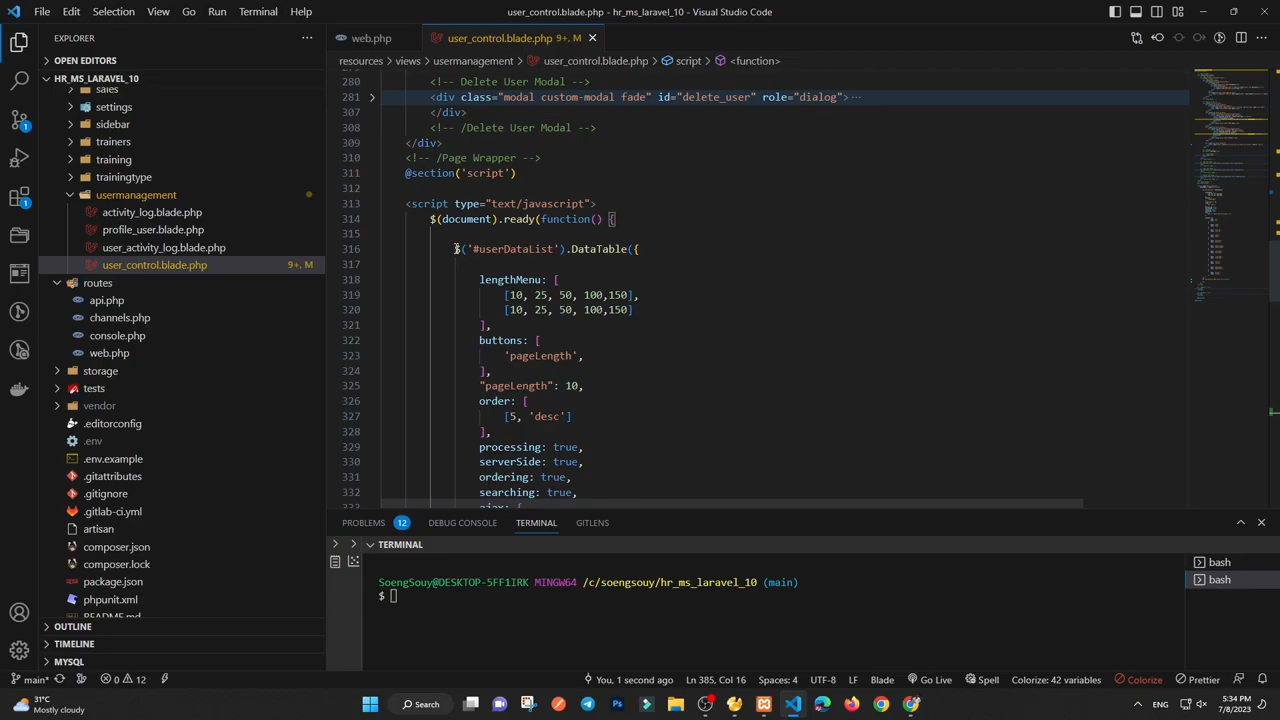 File Edit Selection View Go Run Terminal Help
user_control.blade.php - hr_ms_laravel_10 - Visual Studio Code
EXPLORER
OPEN EDITORS
HR_MS_LARAVEL_10
sales
settings
sidebar
trainers
training
trainingtype
usermanagement
activity_log.blade.php
profile_user.blade.php
user_activity_log.blade.php
user_control.blade.php 9+, M
routes
api.php
channels.php
console.php
web.php
storage
tests
vendor
.editorconfig
.env
.env.example
.gitattributes
.gitignore
.gitlab-ci.yml
artisan
composer.json
composer.lock
package.json
phpunit.xml
README.md
OUTLINE
TIMELINE
MYSQL
web.php
user_control.blade.php 9+, M
resources > views > usermanagement > user_control.blade.php > script > <function>
280 <!-- Delete User Modal -->
281 <div class="modal custom-modal fade" id="delete_user" role="dialog">
307 </div>
308 <!-- /Delete User Modal -->
309 </div>
310 <!-- /Page Wrapper -->
311 @section('script')
312
313 <script type="text/javascript">
314 $(document).ready(function() {
315
316 $('#userDataList').DataTable({
317
318 lengthMenu: [
319 [10, 25, 50, 100,150],
320 [10, 25, 50, 100,150]
321 ],
322 buttons: [
323 'pageLength',
324 ],
325 "pageLength": 10,
326 order: [
327 [5, 'desc']
328 ],
329 processing: true,
330 serverSide: true,
331 ordering: true,
332 searching: true,
333 ajax: {
PROBLEMS 12 DEBUG CONSOLE TERMINAL GITLENS
TERMINAL
SoengSouy@DESKTOP-5FF1IRK MINGW64 /c/soengsouy/hr_ms_laravel_10 (main)
$
bash
bash
main* 0 12
You, 1 second ago Ln 385, Col 16 Spaces: 4 UTF-8 LF Blade Go Live Spell Colorize: 42 variables Colorize Prettier
31°C
Mostly cloudy
Search
ENG
5:34 PM
7/8/2023